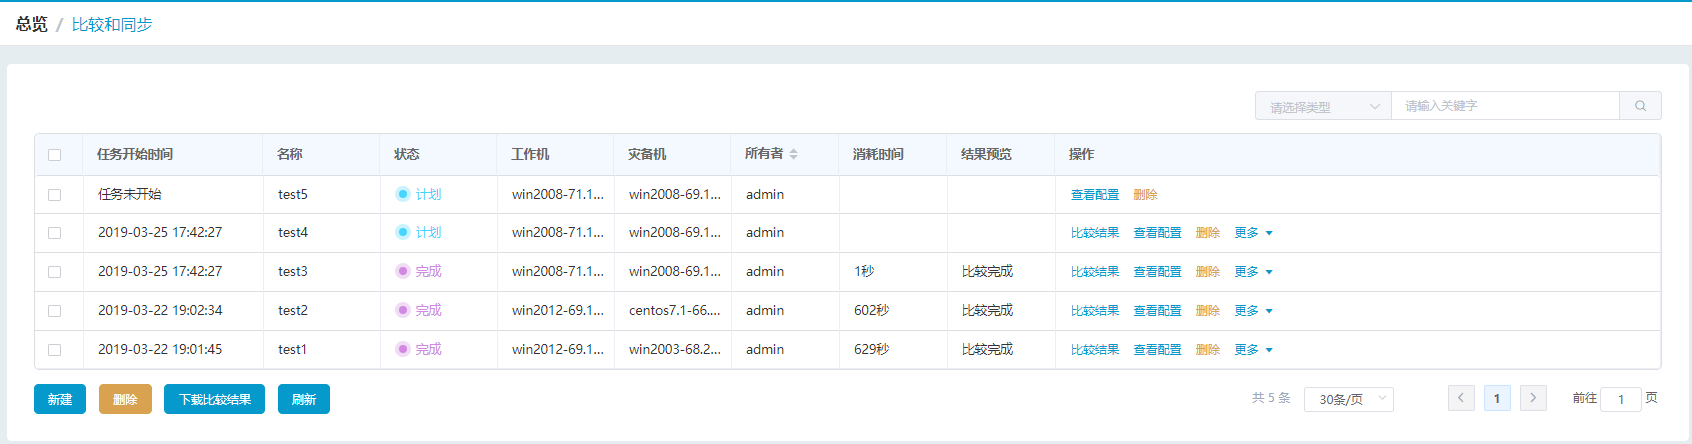 总览 / 比较和同步
请选择类型 请输入关键字
任务开始时间 名称 状态 工作机 灾备机 所有者 消耗时间 结果预览 操作
任务未开始 test5 计划 win2008-71.1... win2008-69.1... admin 查看配置 删除
2019-03-25 17:42:27 test4 计划 win2008-71.1... win2008-69.1... admin 比较结果 查看配置 删除 更多
2019-03-25 17:42:27 test3 完成 win2008-71.1... win2008-69.1... admin 1秒 比较完成 比较结果 查看配置 删除 更多
2019-03-22 19:02:34 test2 完成 win2012-69.1... centos7.1-66.... admin 602秒 比较完成 比较结果 查看配置 删除 更多
2019-03-22 19:01:45 test1 完成 win2012-69.1... win2003-68.2... admin 629秒 比较完成 比较结果 查看配置 删除 更多
新建 删除 下载比较结果 刷新 共 5 条 30条/页 1 前往 1 页